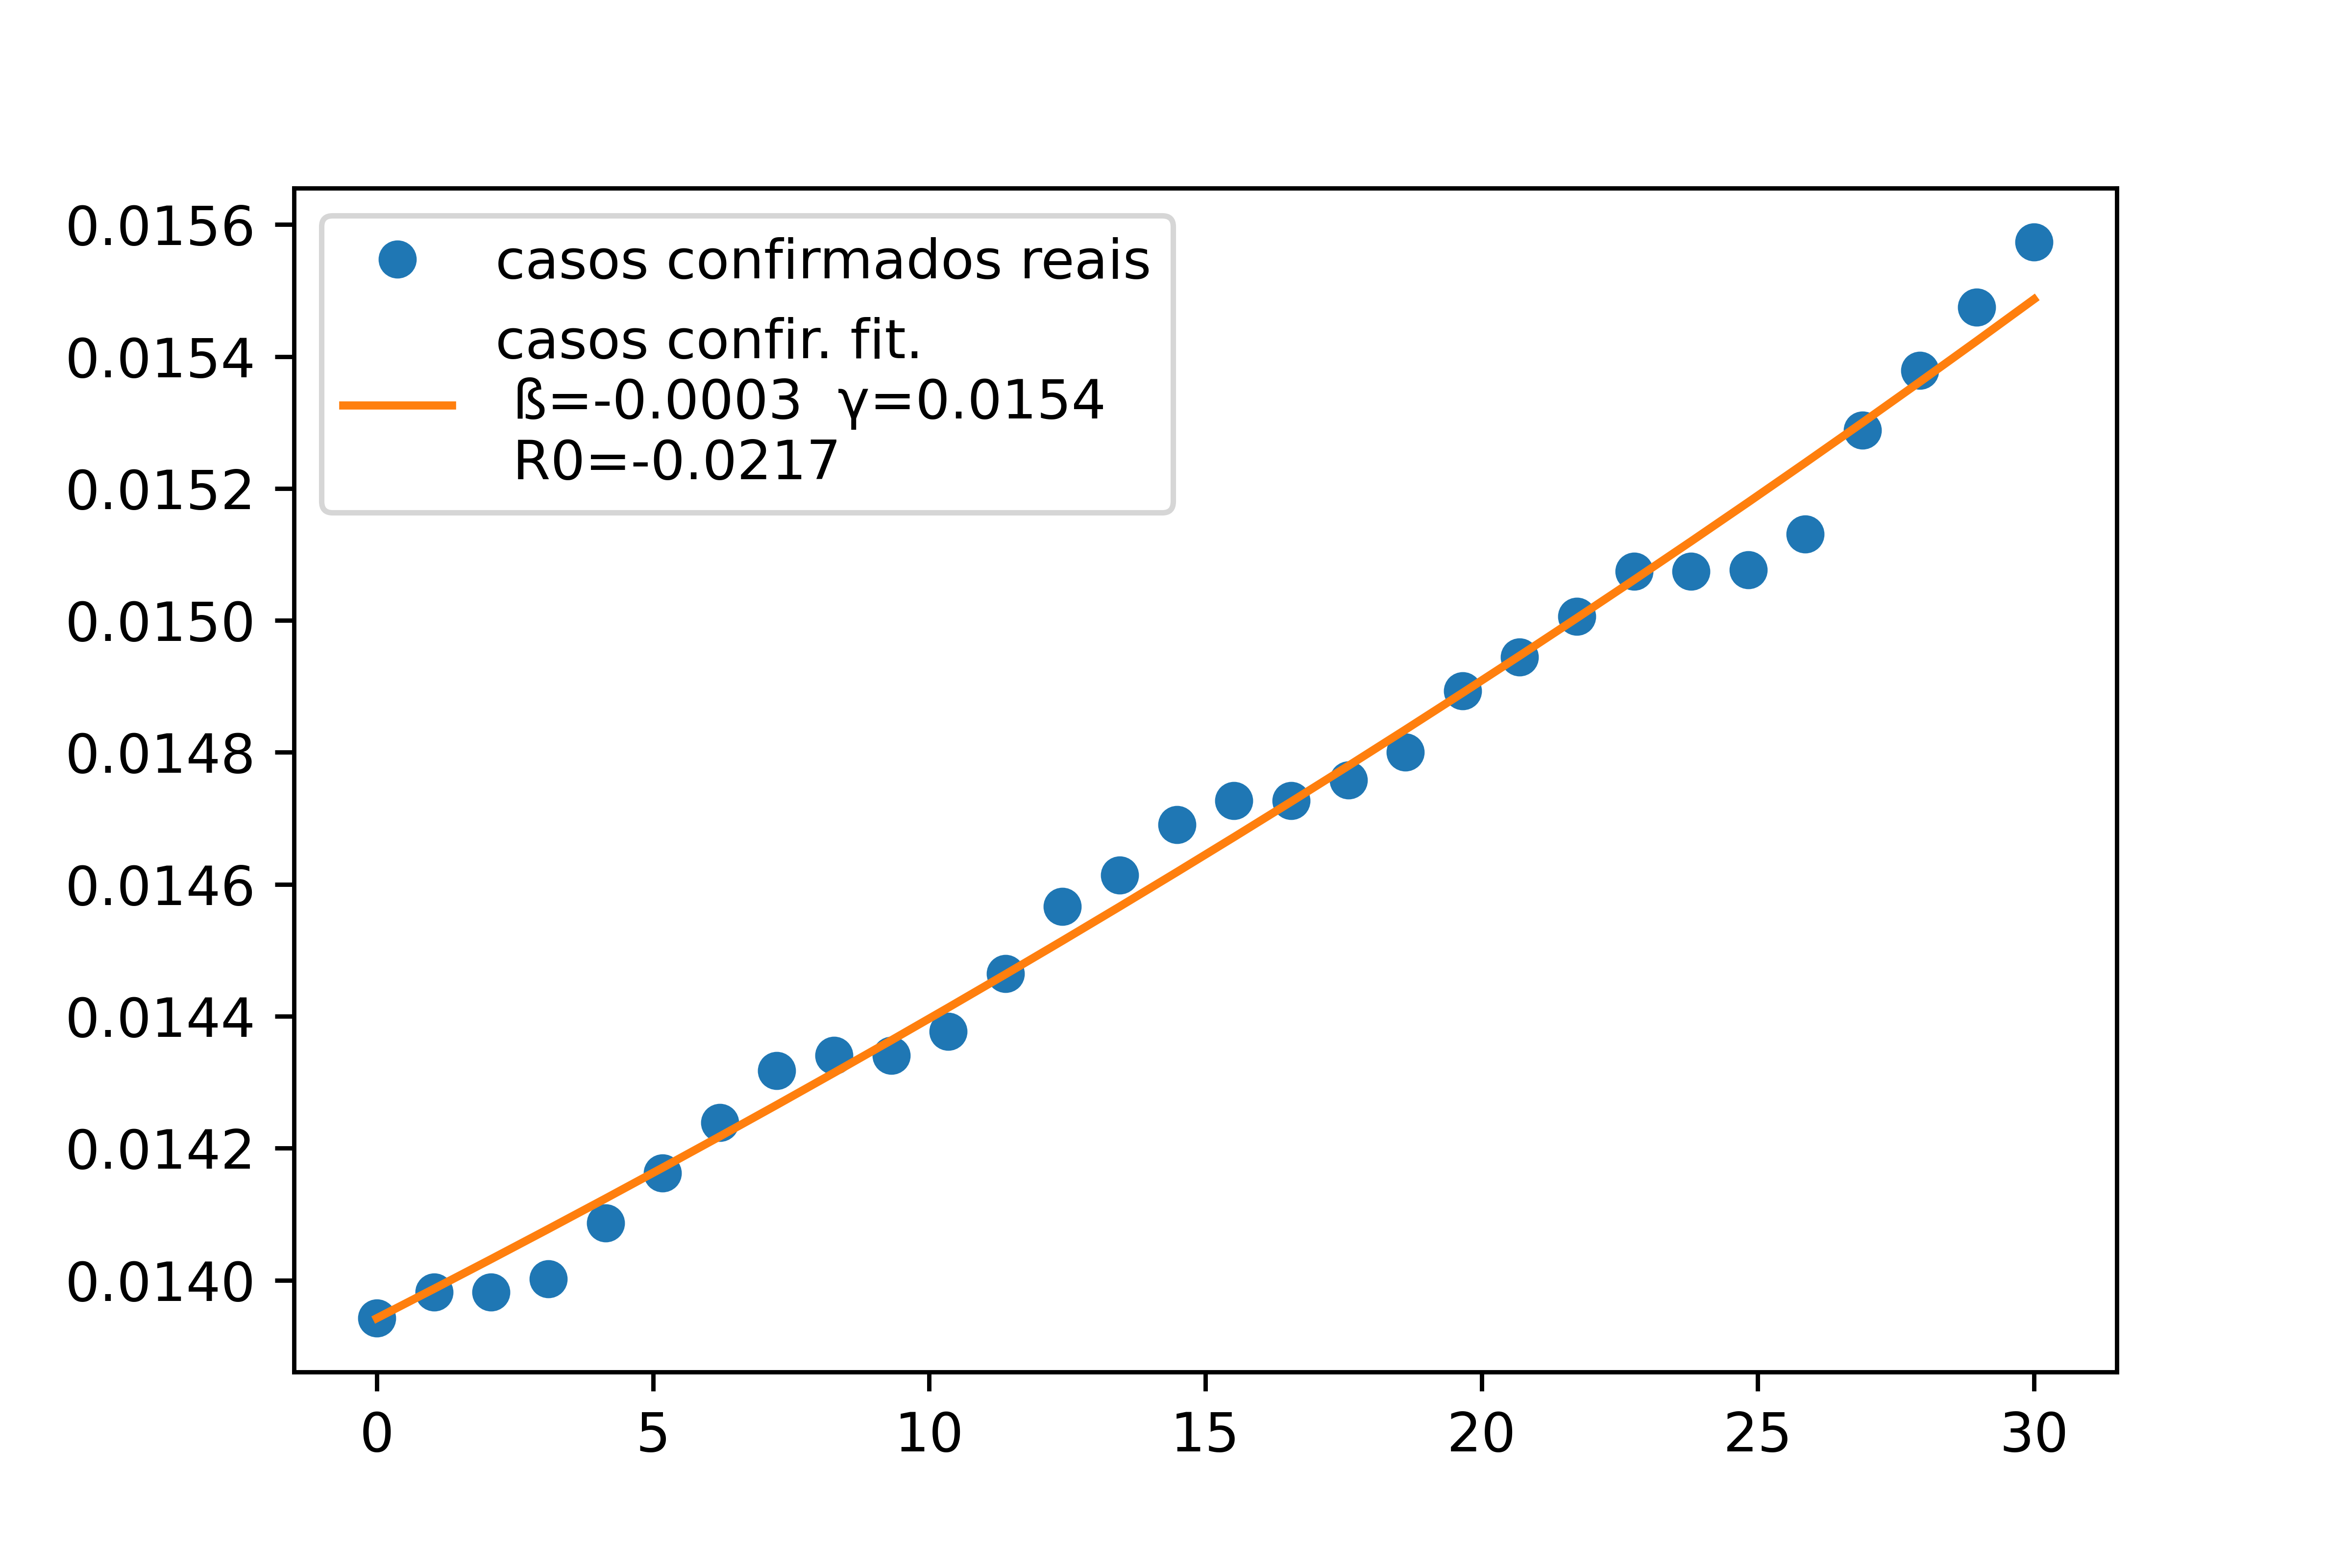 0.0156
0.0154
0.0152
0.0150
0.0148
0.0146
0.0144
0.0142
0.0140
casos confirmados reais
casos confir. fit.
ß=-0.0003 γ=0.0154
R0=-0.0217
0 5 10 15 20 25 30